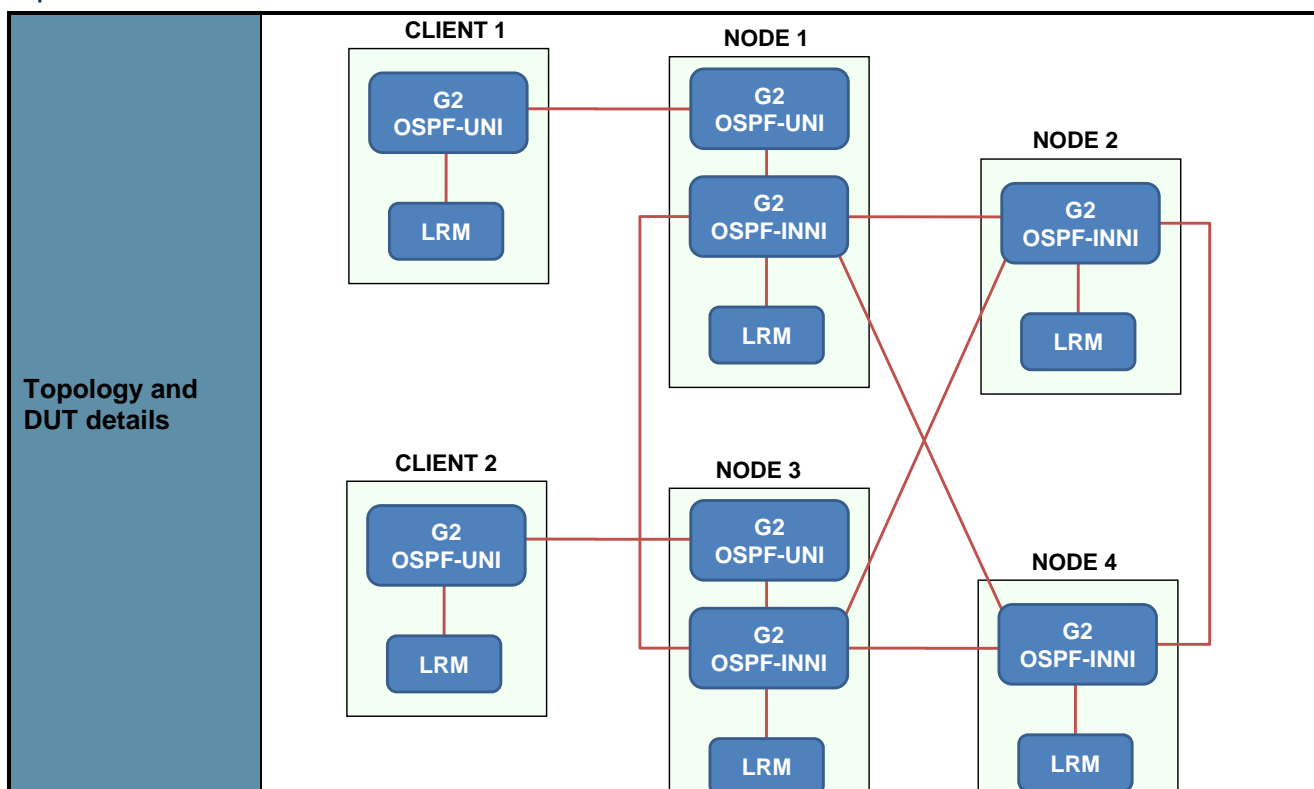 Topology and
DUT details
CLIENT 1
G2
OSPF-UNI
LRM
NODE 1
G2
OSPF-UNI
G2
OSPF-INNI
LRM
NODE 2
G2
OSPF-INNI
LRM
CLIENT 2
G2
OSPF-UNI
LRM
NODE 3
G2
OSPF-UNI
G2
OSPF-INNI
LRM
NODE 4
G2
OSPF-INNI
LRM